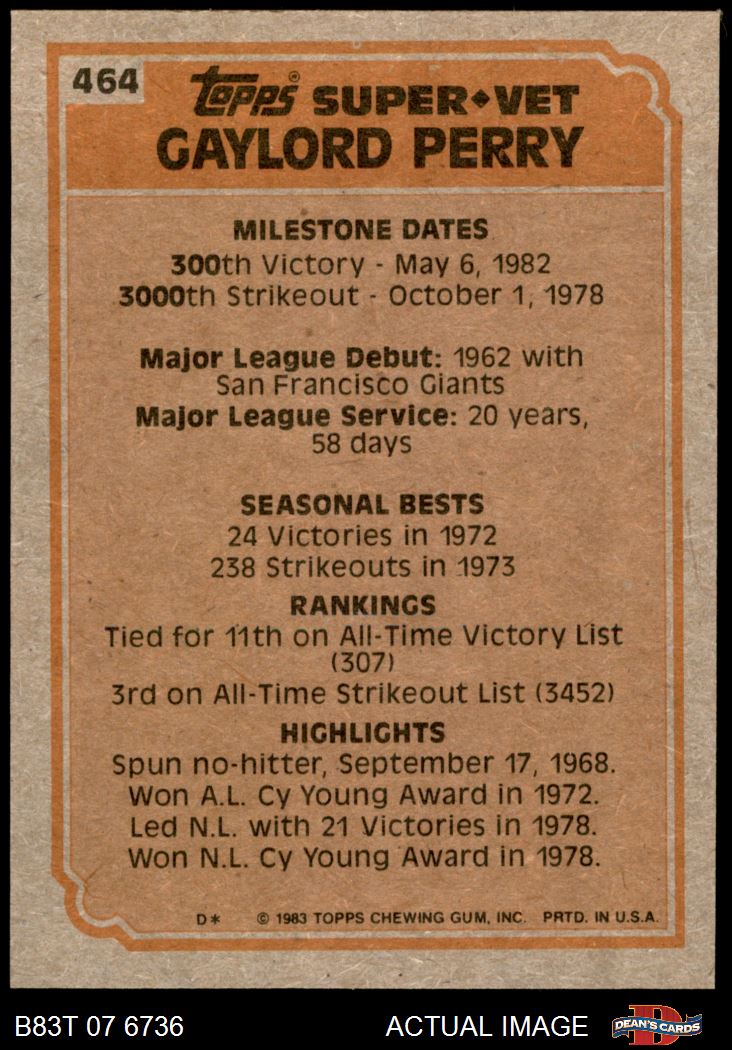 464
Topps® SUPER◆VET
GAYLORD PERRY
MILESTONE DATES
300th Victory - May 6, 1982
3000th Strikeout - October 1, 1978
Major League Debut: 1962 with
San Francisco Giants
Major League Service: 20 years,
58 days
SEASONAL BESTS
24 Victories in 1972
238 Strikeouts in 1973
RANKINGS
Tied for 11th on All-Time Victory List
(307)
3rd on All-Time Strikeout List (3452)
HIGHLIGHTS
Spun no-hitter, September 17, 1968.
Won A.L. Cy Young Award in 1972.
Led N.L. with 21 Victories in 1978.
Won N.L. Cy Young Award in 1978.
D* © 1983 TOPPS CHEWING GUM, INC. PRTD. IN U.S.A.
B83T 07 6736 ACTUAL IMAGE D DEAN'S CARDS